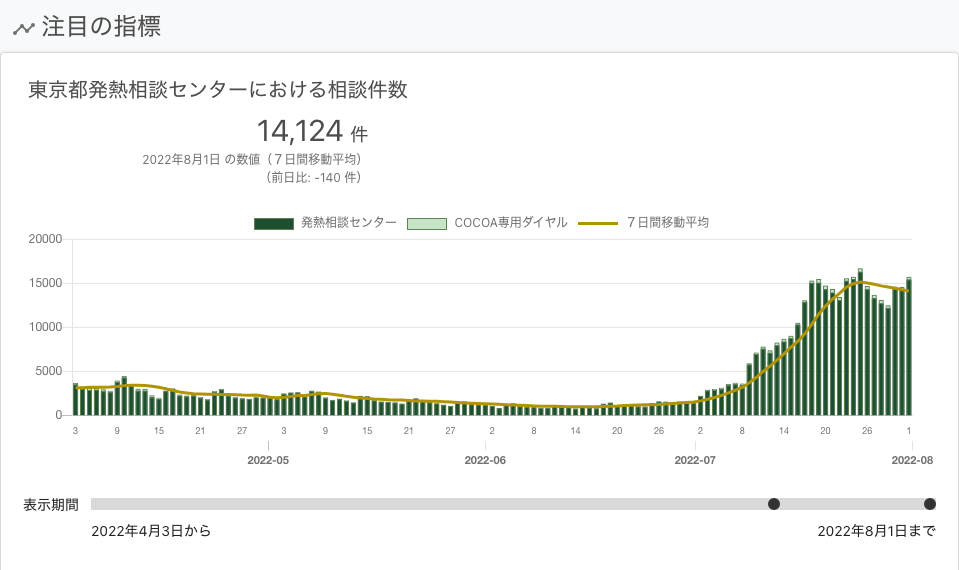 注目の指標
東京都発熱相談センターにおける相談件数
14,124 件
2022年8月1日 の数値（７日間移動平均）
（前日比: -140 件）
発熱相談センター COCOA専用ダイヤル ７日間移動平均
20000
15000
10000
5000
0
3 9 15 21 27 3 9 15 21 27 2 8 14 20 26 2 8 14 20 26 1
2022-05 2022-06 2022-07 2022-08
表示期間
2022年4月3日から 2022年8月1日まで